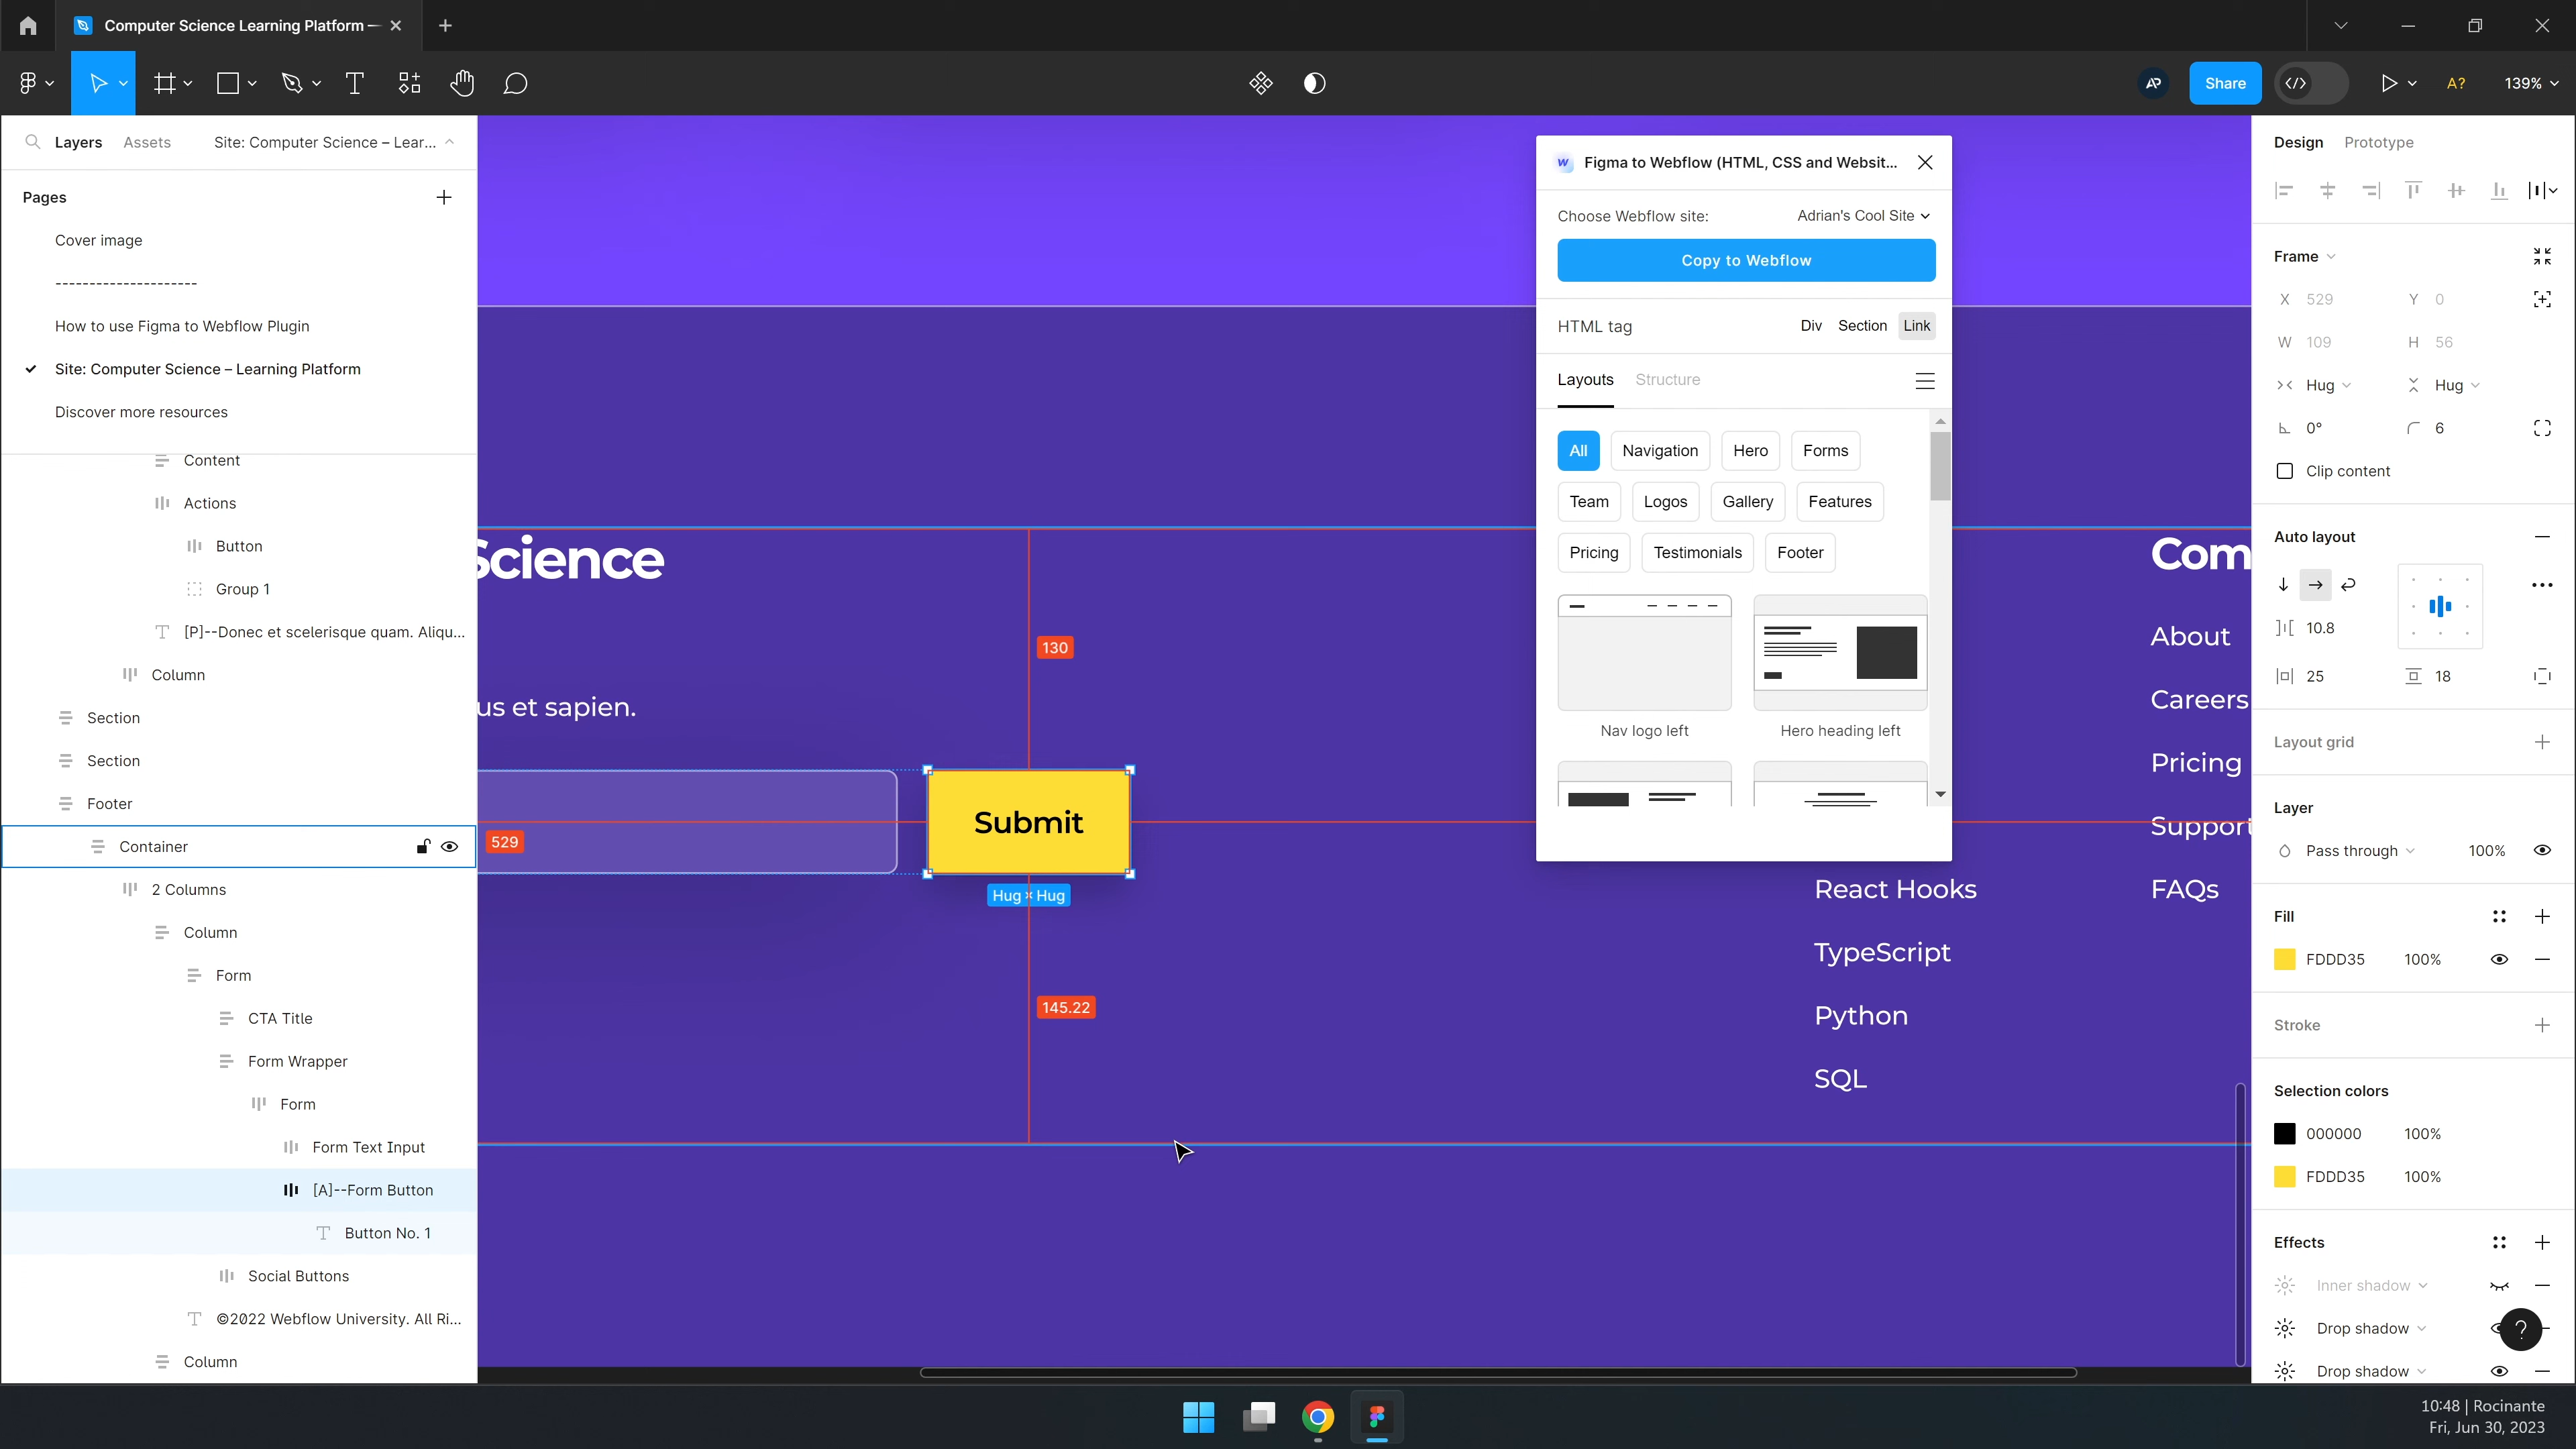 Computer Science Learning Platform –
Share
A?
139%
Layers
Assets
Site: Computer Science – Lear...
Pages
Cover image
---------------------
How to use Figma to Webflow Plugin
Site: Computer Science – Learning Platform
Discover more resources
Content
Actions
Button
Group 1
[P]--Donec et scelerisque quam. Aliqu...
Column
Section
Section
Footer
Container
2 Columns
Column
Form
CTA Title
Form Wrapper
Form
Form Text Input
[A]--Form Button
Button No. 1
Social Buttons
©2022 Webflow University. All Ri...
Column
Science
us et sapien.
130
529
Submit
Hug × Hug
145.22
Figma to Webflow (HTML, CSS and Websit...
Choose Webflow site:
Adrian's Cool Site
Copy to Webflow
HTML tag
Div
Section
Link
Layouts
Structure
All
Navigation
Hero
Forms
Team
Logos
Gallery
Features
Pricing
Testimonials
Footer
Nav logo left
Hero heading left
React Hooks
TypeScript
Python
SQL
Com
About
Careers
Pricing
Support
FAQs
Design
Prototype
Frame
X 529
Y 0
W 109
H 56
Hug
Hug
0°
6
Clip content
Auto layout
10.8
25
18
Layout grid
Layer
Pass through
100%
Fill
FDDD35
100%
Stroke
Selection colors
000000
100%
FDDD35
100%
Effects
Inner shadow
Drop shadow
?
Drop shadow
10:48 | Rocinante
Fri, Jun 30, 2023